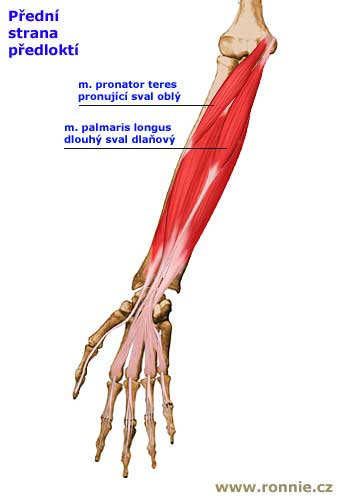 Přední
strana
předloktí
m. pronator teres
pronující sval oblý
m. palmaris longus
dlouhý sval dlaňový
www.ronnie.cz